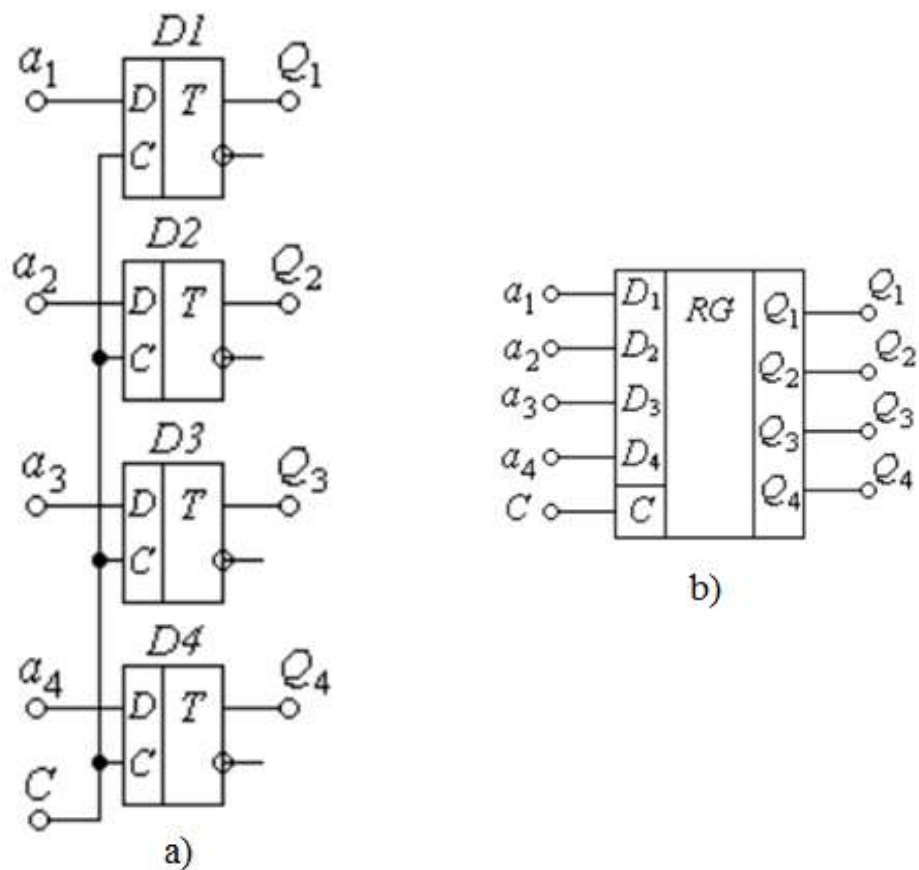 D1
a1 D T Q1
C
D2
a2 D T Q2
C
D3
a3 D T Q3
C
D4
a4 D T Q4
C
C
a)
a1 D1 RG Q1 Q1
a2 D2 Q2 Q2
a3 D3 Q3 Q3
a4 D4 Q4 Q4
C C
b)